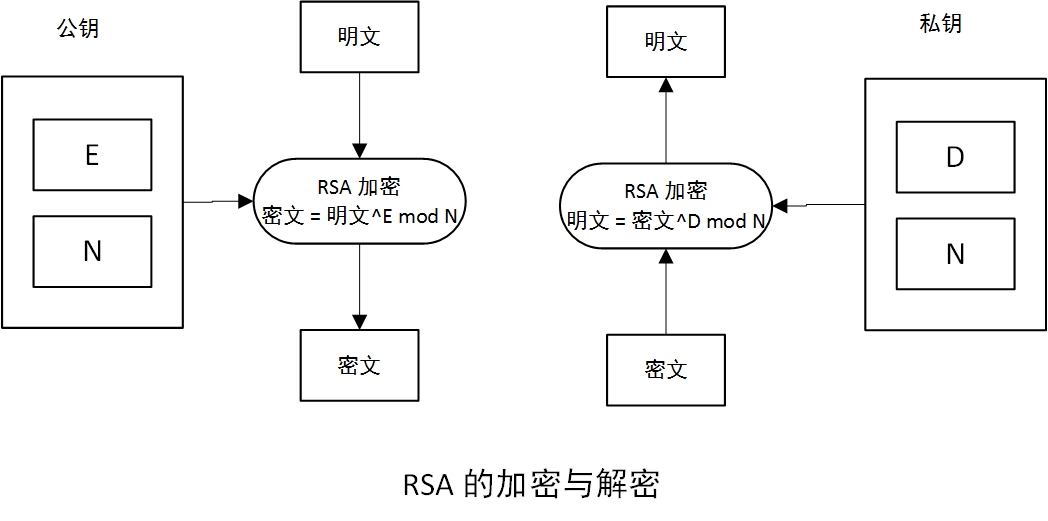 公钥
E
N
明文
RSA 加密
密文 = 明文^E mod N
密文
明文
RSA 加密
明文 = 密文^D mod N
密文
私钥
D
N
RSA 的加密与解密